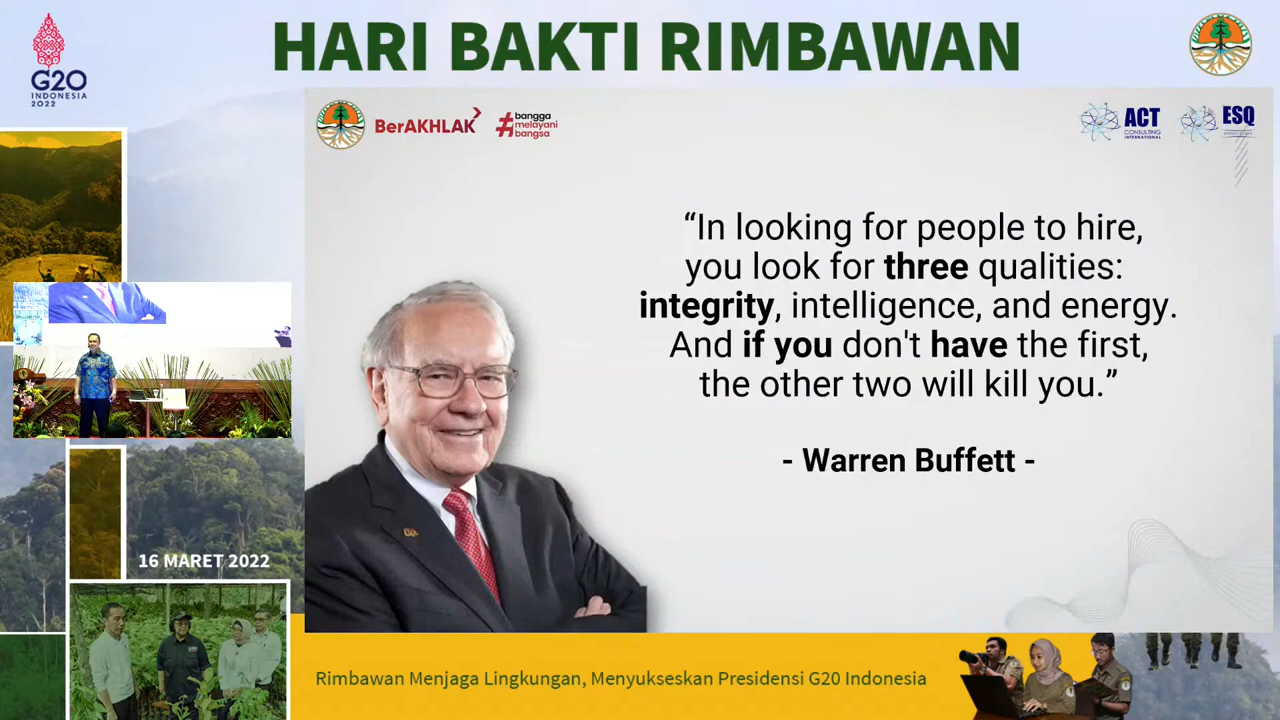 HARI BAKTI RIMBAWAN
G20
INDONESIA
2022
BerAKHLAK
#bangga
melayani
bangsa
ACT
CONSULTING
INTERNATIONAL
ESQ
“In looking for people to hire,
you look for three qualities:
integrity, intelligence, and energy.
And if you don't have the first,
the other two will kill you.”
- Warren Buffett -
16 MARET 2022
Rimbawan Menjaga Lingkungan, Menyukseskan Presidensi G20 Indonesia